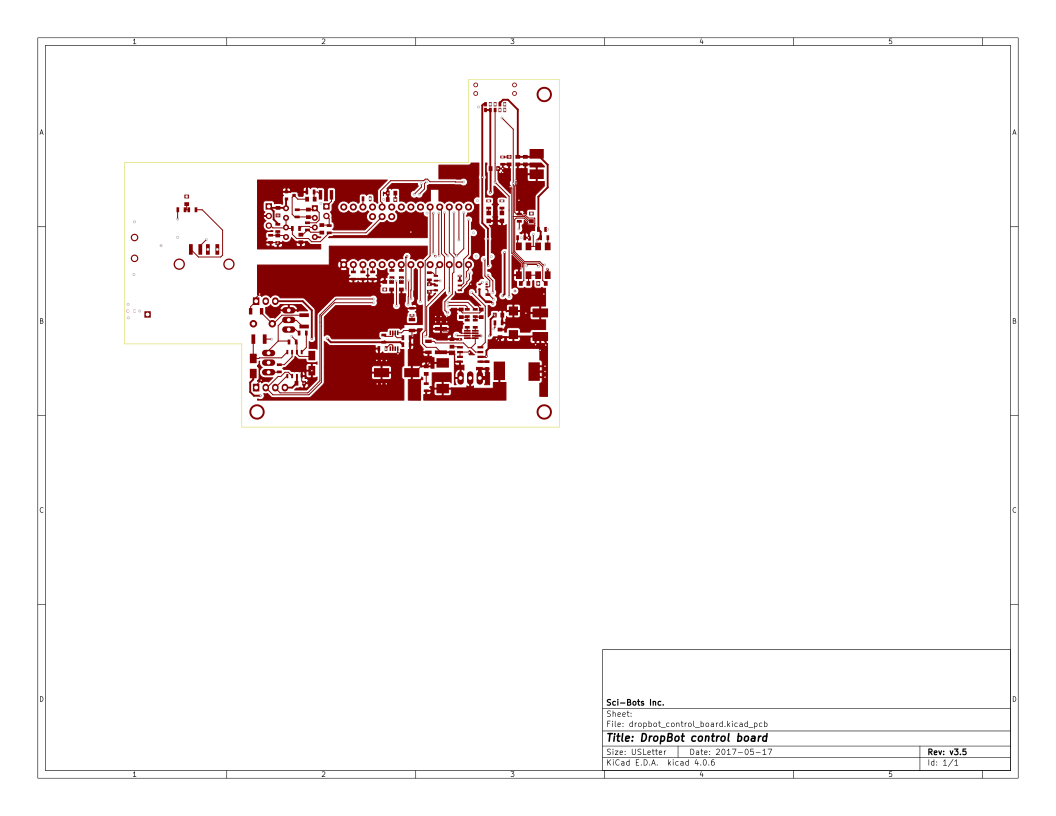 1 2 3 4 5
A A
B B
C C
D D
Sci-Bots Inc.
Sheet:
File: dropbot_control_board.kicad_pcb
Title: DropBot control board
Size: USLetter Date: 2017-05-17 Rev: v3.5
KiCad E.D.A. kicad 4.0.6 Id: 1/1
1 2 3 4 5